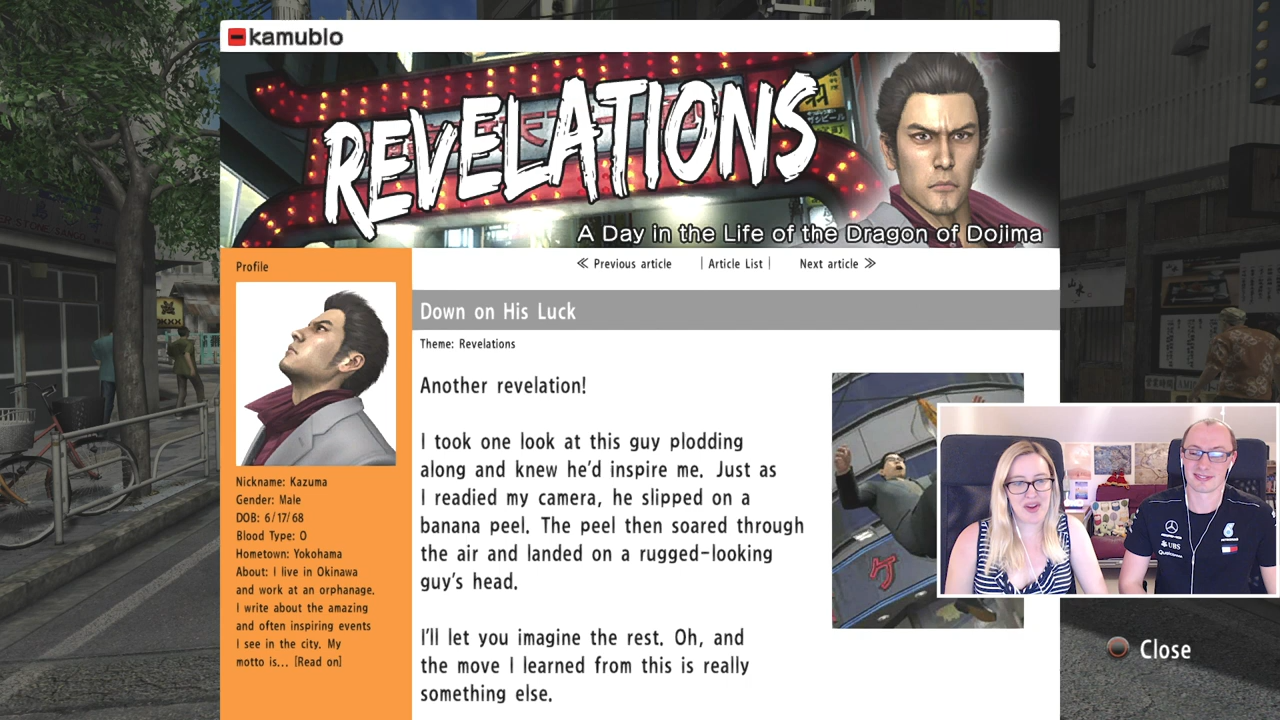 kamublo
REVELATIONS
A Day in the Life of the Dragon of Dojima
≪ Previous article | Article List | Next article ≫
Profile
Nickname: Kazuma
Gender: Male
DOB: 6/17/68
Blood Type: O
Hometown: Yokohama
About: I live in Okinawa
and work at an orphanage.
I write about the amazing
and often inspiring events
I see in the city. My
motto is... [Read on]
Down on His Luck
Theme: Revelations
Another revelation!
I took one look at this guy plodding
along and knew he'd inspire me. Just as
I readied my camera, he slipped on a
banana peel. The peel then soared through
the air and landed on a rugged-looking
guy's head.
I'll let you imagine the rest. Oh, and
the move I learned from this is really
something else.
ケ
UBS
Qualcomm
Close